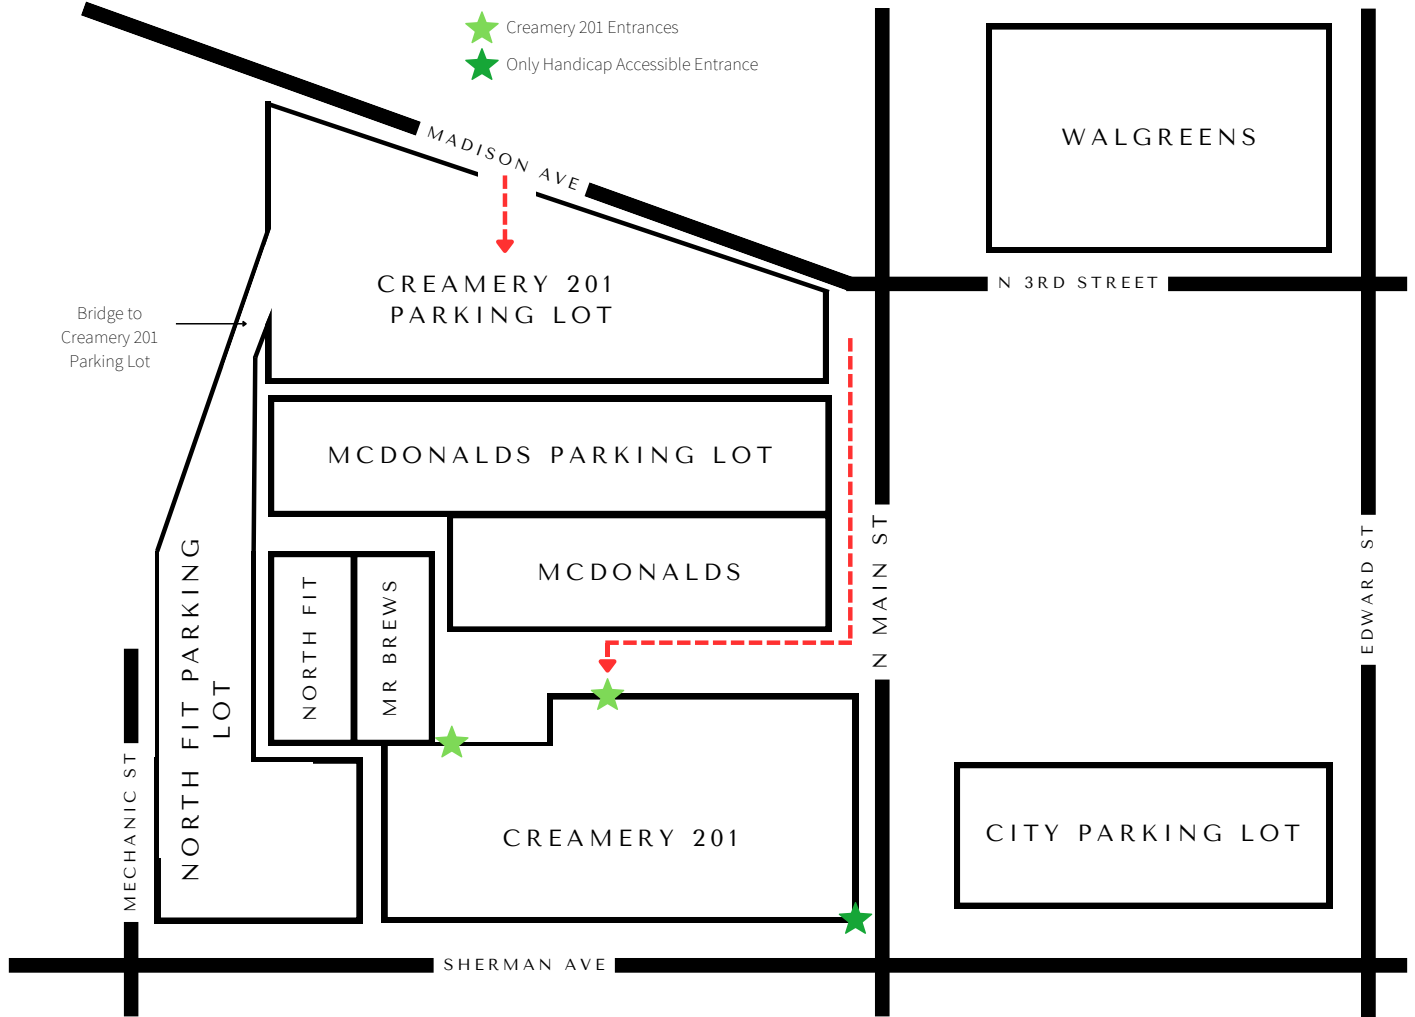 Creamery 201 Entrances
Only Handicap Accessible Entrance
MADISON AVE
WALGREENS
N 3RD STREET
CREAMERY 201
PARKING LOT
Bridge to
Creamery 201
Parking Lot
MCDONALDS PARKING LOT
MCDONALDS
N MAIN ST
EDWARD ST
NORTH FIT PARKING
LOT
NORTH FIT
MR BREWS
MECHANIC ST
CREAMERY 201
CITY PARKING LOT
SHERMAN AVE